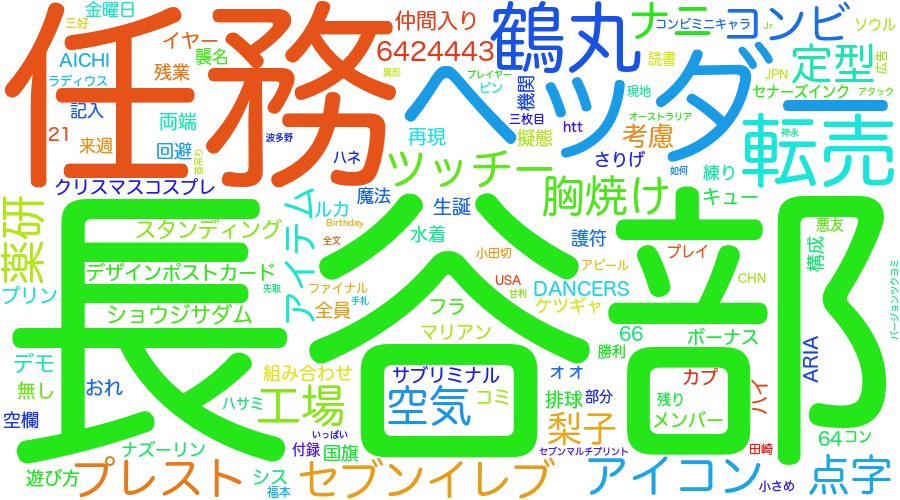 任務
長谷部
ヘッダー
鶴丸
ナニ
コンビ
コンビミニキャラ
Jr
ソウル
金曜日
三好
イヤー
仲間入り
6424443
AICHI
襲名
ラディウス
残業
記入
21
両端
来週
回避
波多野
ハネ
再現
プレイヤー
ピン
異形
機関
三枚目
htt
擬態
読書
定型
広告
JPN
セナーズインク
アタック
現地
オーストラリア
考慮
神永
転売
さりげ
如何
練り
キュー
クリスマスコスプレ
ツッチー
胸焼け
魔法
生誕
護符
薬研
スタンディング
アイテム
ルカ
Birthday
水着
全文
小田切
アピール
プレイ
構成
悪友
デザインポストカード
先取
プリン
ファイナル
手札
USA
甘利
DANCERS
CHN
バージョンツクヨミ
ショウジサダム
全員
フラ
ケツギャ
マリアン
66
ボーナス
勝利
ARIA
デモ
無し
おれ
組み合わせ
サブリミナル
オオ
カプ
ハイ
空欄
ハサミ
工場
空気
コミ
排球
部分
残り
メンバー
梨子
いっぱい
付録
国旗
ナズーリン
セブンマルチプリント
田崎
64
コン
遊び方
プレスト
シス
福本
セブンイレブ
アイコン
小さめ
点字